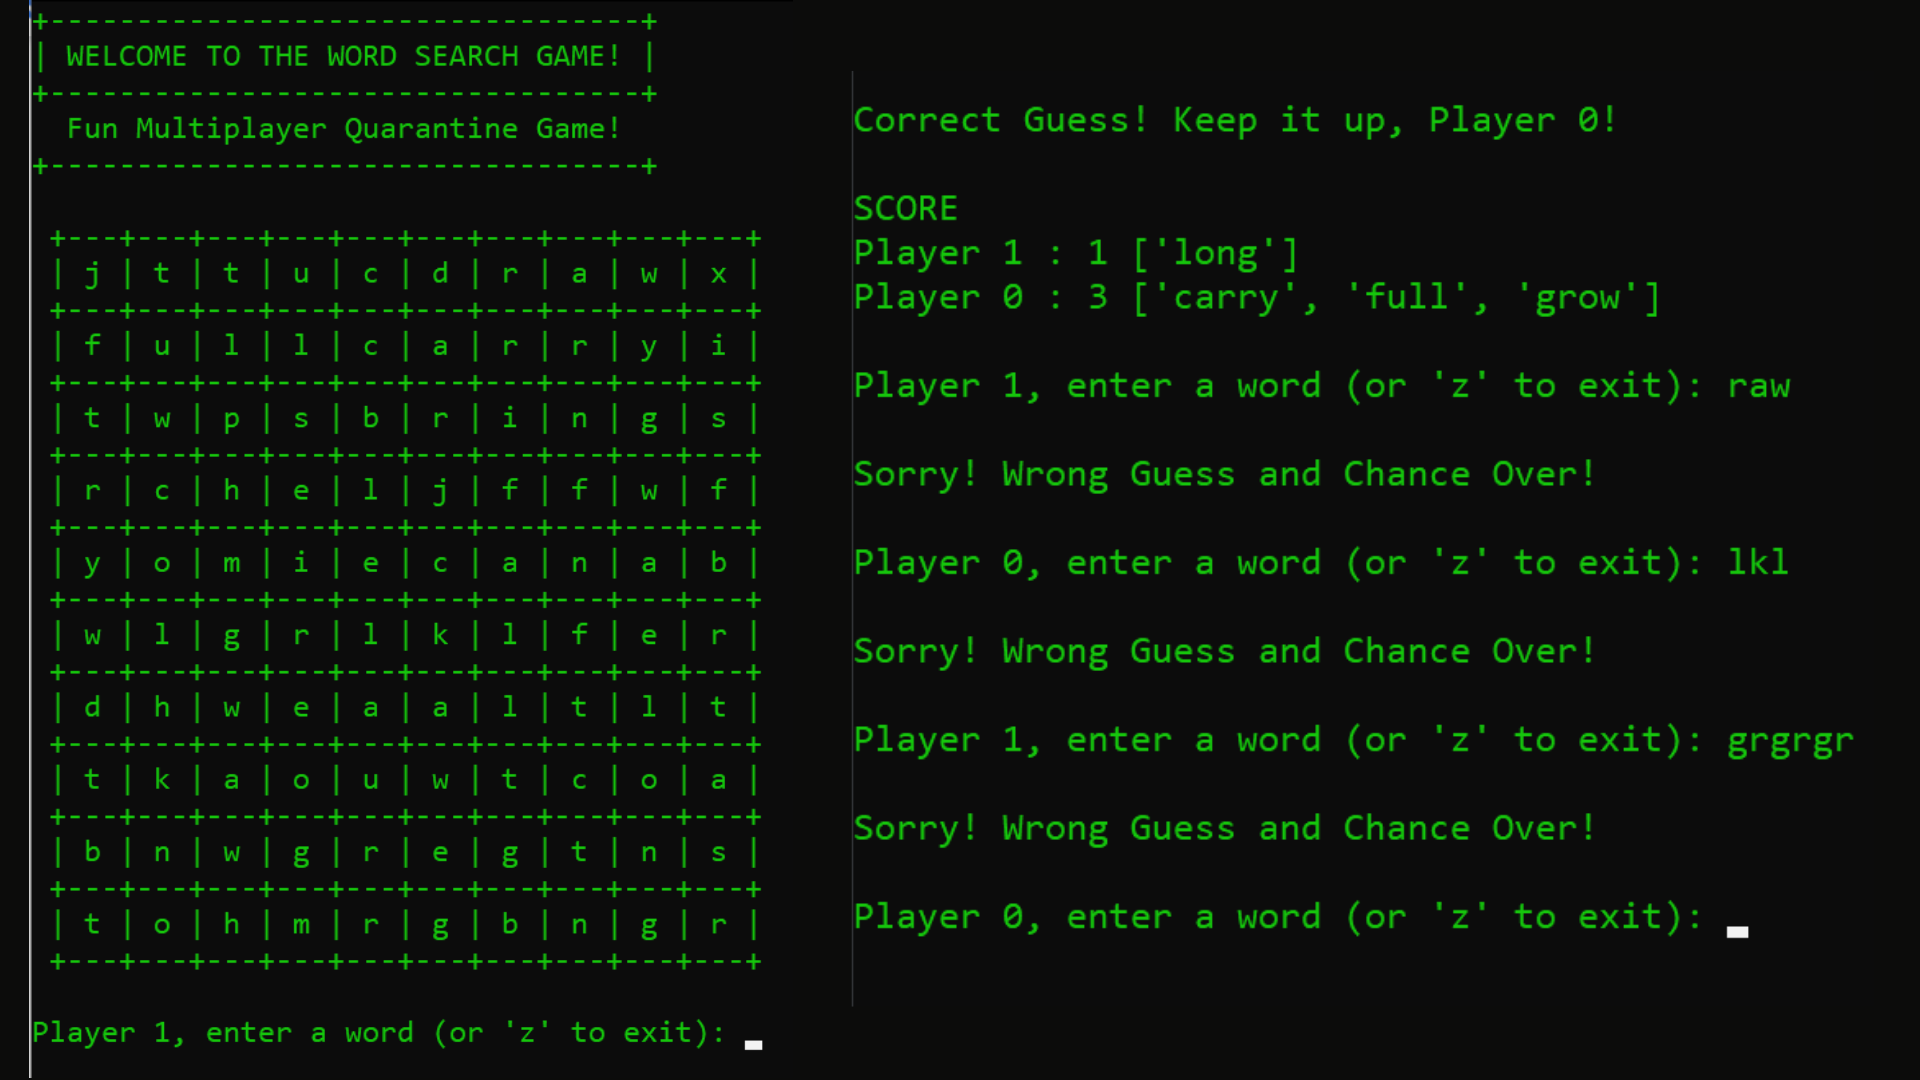 +----------------------------------+
| WELCOME TO THE WORD SEARCH GAME! |
+----------------------------------+
Fun Multiplayer Quarantine Game!
+----------------------------------+
+---+---+---+---+---+---+---+---+---+---+
| j | t | t | u | c | d | r | a | w | x |
+---+---+---+---+---+---+---+---+---+---+
| f | u | l | l | c | a | r | r | y | i |
+---+---+---+---+---+---+---+---+---+---+
| t | w | p | s | b | r | i | n | g | s |
+---+---+---+---+---+---+---+---+---+---+
| r | c | h | e | l | j | f | f | w | f |
+---+---+---+---+---+---+---+---+---+---+
| y | o | m | i | e | c | a | n | a | b |
+---+---+---+---+---+---+---+---+---+---+
| w | l | g | r | l | k | l | f | e | r |
+---+---+---+---+---+---+---+---+---+---+
| d | h | w | e | a | a | l | t | l | t |
+---+---+---+---+---+---+---+---+---+---+
| t | k | a | o | u | w | t | c | o | a |
+---+---+---+---+---+---+---+---+---+---+
| b | n | w | g | r | e | g | t | n | s |
+---+---+---+---+---+---+---+---+---+---+
| t | o | h | m | r | g | b | n | g | r |
+---+---+---+---+---+---+---+---+---+---+
Player 1, enter a word (or 'z' to exit):
Correct Guess! Keep it up, Player 0!
SCORE
Player 1 : 1 ['long']
Player 0 : 3 ['carry', 'full', 'grow']
Player 1, enter a word (or 'z' to exit): raw
Sorry! Wrong Guess and Chance Over!
Player 0, enter a word (or 'z' to exit): lkl
Sorry! Wrong Guess and Chance Over!
Player 1, enter a word (or 'z' to exit): grgrgr
Sorry! Wrong Guess and Chance Over!
Player 0, enter a word (or 'z' to exit):